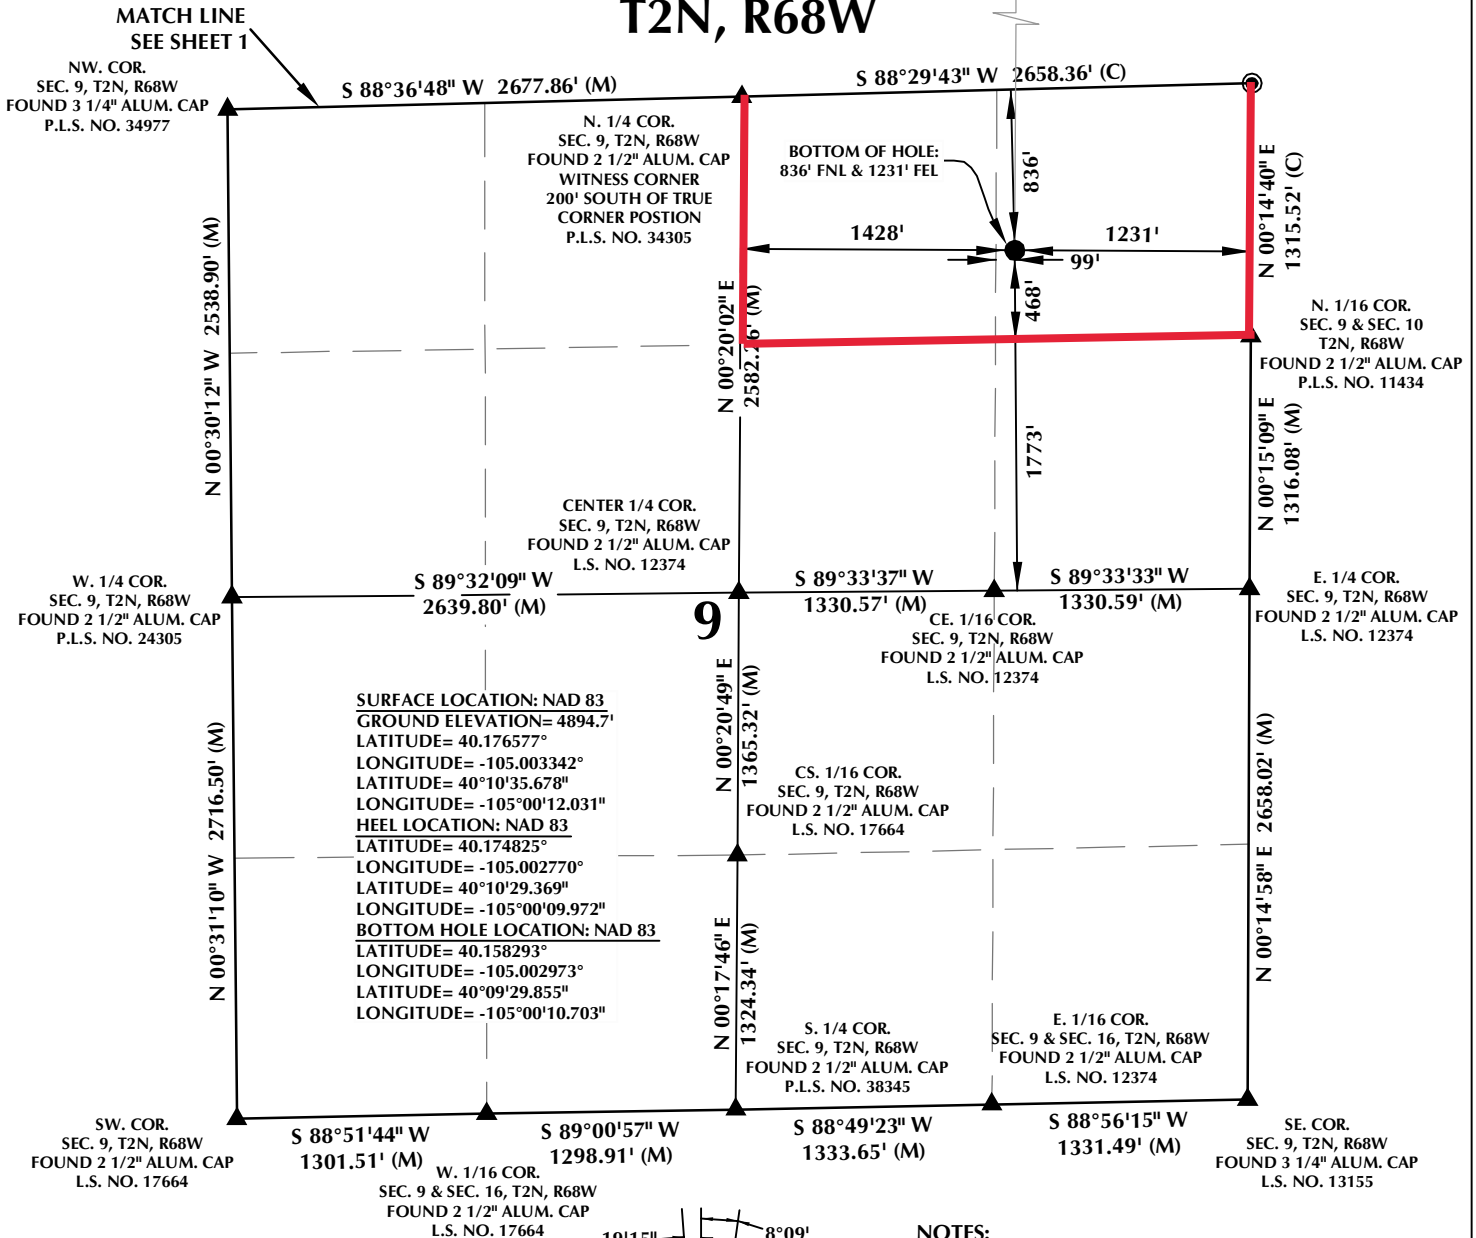 T2N, R68W
MATCH LINE
SEE SHEET 1
NW. COR.
SEC. 9, T2N, R68W
FOUND 3 1/4" ALUM. CAP
P.L.S. NO. 34977
S 88°36'48" W 2677.86' (M)
S 88°29'43" W 2658.36' (C)
N. 1/4 COR.
SEC. 9, T2N, R68W
FOUND 2 1/2" ALUM. CAP
WITNESS CORNER
200' SOUTH OF TRUE
CORNER POSTION
P.L.S. NO. 34305
BOTTOM OF HOLE:
836' FNL & 1231' FEL
836'
1428'
1231'
99'
468'
N 00°14'40" E
1315.52' (C)
N 00°30'12" W 2538.90' (M)
N 00°20'02" E
2582.26' (M)
N. 1/16 COR.
SEC. 9 & SEC. 10
T2N, R68W
FOUND 2 1/2" ALUM. CAP
P.L.S. NO. 11434
1773'
N 00°15'09" E
1316.08' (M)
CENTER 1/4 COR.
SEC. 9, T2N, R68W
FOUND 2 1/2" ALUM. CAP
L.S. NO. 12374
W. 1/4 COR.
SEC. 9, T2N, R68W
FOUND 2 1/2" ALUM. CAP
P.L.S. NO. 24305
S 89°32'09" W
2639.80' (M)
S 89°33'37" W
1330.57' (M)
S 89°33'33" W
1330.59' (M)
E. 1/4 COR.
SEC. 9, T2N, R68W
FOUND 2 1/2" ALUM. CAP
L.S. NO. 12374
9
CE. 1/16 COR.
SEC. 9, T2N, R68W
FOUND 2 1/2" ALUM. CAP
L.S. NO. 12374
SURFACE LOCATION: NAD 83
GROUND ELEVATION= 4894.7'
LATITUDE= 40.176577°
LONGITUDE= -105.003342°
LATITUDE= 40°10'35.678"
LONGITUDE= -105°00'12.031"
HEEL LOCATION: NAD 83
LATITUDE= 40.174825°
LONGITUDE= -105.002770°
LATITUDE= 40°10'29.369"
LONGITUDE= -105°00'09.972"
BOTTOM HOLE LOCATION: NAD 83
LATITUDE= 40.158293°
LONGITUDE= -105.002973°
LATITUDE= 40°09'29.855"
LONGITUDE= -105°00'10.703"
N 00°31'10" W 2716.50' (M)
N 00°20'49" E
1365.32' (M)
CS. 1/16 COR.
SEC. 9, T2N, R68W
FOUND 2 1/2" ALUM. CAP
L.S. NO. 17664
N 00°14'58" E 2658.02' (M)
N 00°17'46" E
1324.34' (M)
S. 1/4 COR.
SEC. 9, T2N, R68W
FOUND 2 1/2" ALUM. CAP
P.L.S. NO. 38345
E. 1/16 COR.
SEC. 9 & SEC. 16, T2N, R68W
FOUND 2 1/2" ALUM. CAP
L.S. NO. 12374
SW. COR.
SEC. 9, T2N, R68W
FOUND 2 1/2" ALUM. CAP
L.S. NO. 17664
S 88°51'44" W
1301.51' (M)
S 89°00'57" W
1298.91' (M)
S 88°49'23" W
1333.65' (M)
S 88°56'15" W
1331.49' (M)
SE. COR.
SEC. 9, T2N, R68W
FOUND 3 1/4" ALUM. CAP
L.S. NO. 13155
W. 1/16 COR.
SEC. 9 & SEC. 16, T2N, R68W
FOUND 2 1/2" ALUM. CAP
L.S. NO. 17664
8°09'
NOTES: